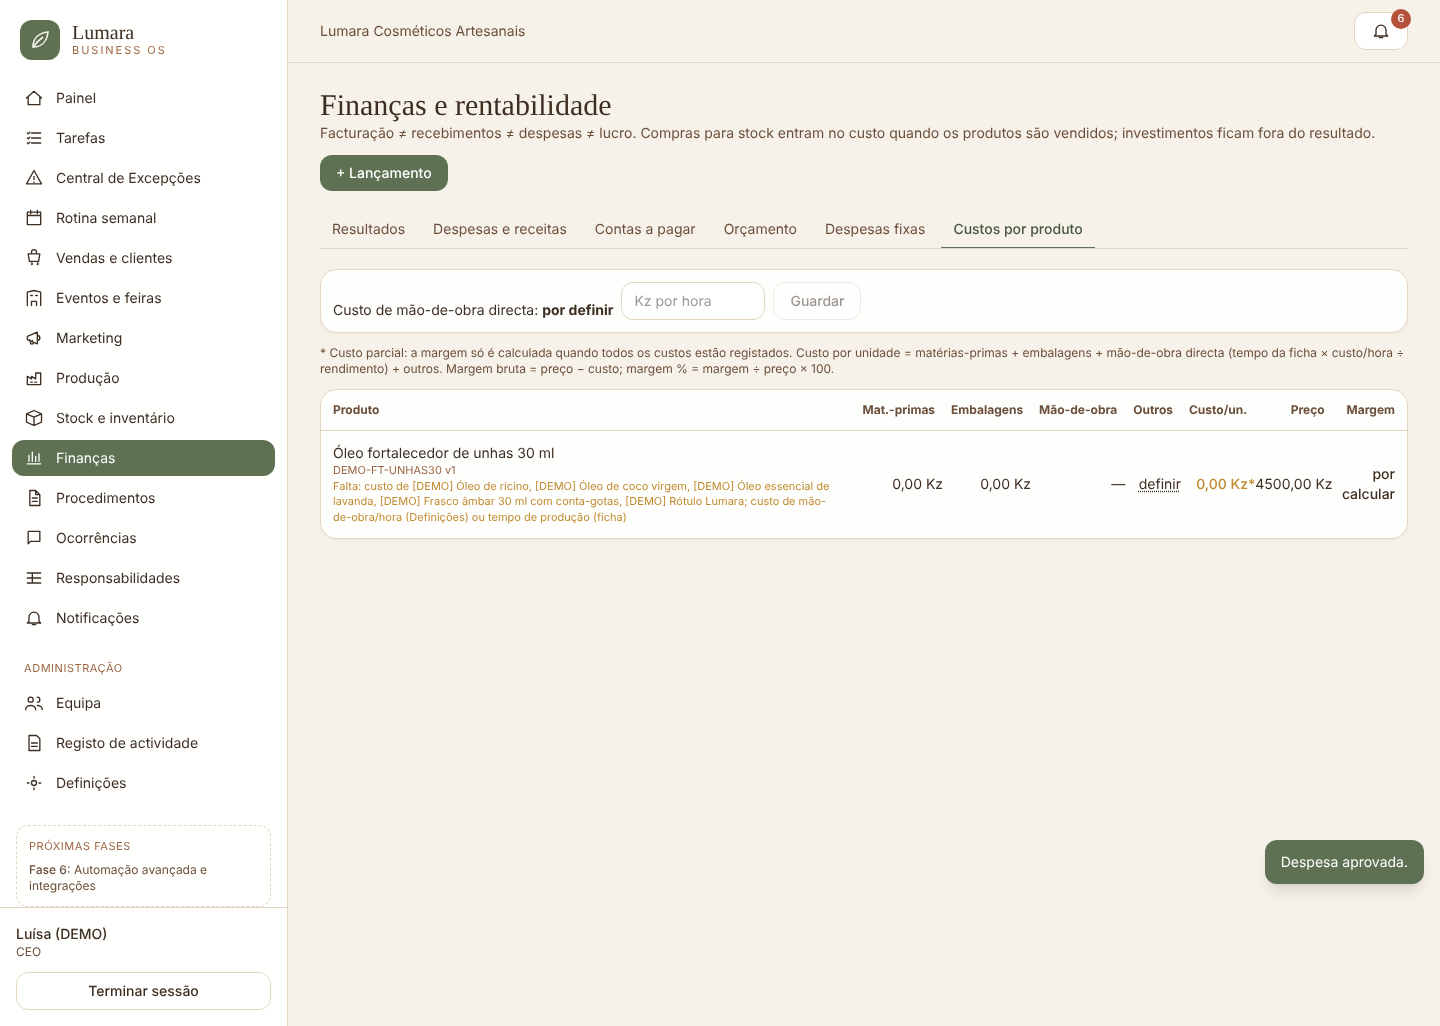 Lumara
BUSINESS OS
Painel
Tarefas
Central de Excepções
Rotina semanal
Vendas e clientes
Eventos e feiras
Marketing
Produção
Stock e inventário
Finanças
Procedimentos
Ocorrências
Responsabilidades
Notificações
ADMINISTRAÇÃO
Equipa
Registo de actividade
Definições
PRÓXIMAS FASES
Fase 6: Automação avançada e
integrações
Luísa (DEMO)
CEO
Terminar sessão
Lumara Cosméticos Artesanais
6
Finanças e rentabilidade
Facturação ≠ recebimentos ≠ despesas ≠ lucro. Compras para stock entram no custo quando os produtos são vendidos; investimentos ficam fora do resultado.
+ Lançamento
Resultados Despesas e receitas Contas a pagar Orçamento Despesas fixas Custos por produto
Custo de mão-de-obra directa: por definir Kz por hora Guardar
* Custo parcial: a margem só é calculada quando todos os custos estão registados. Custo por unidade = matérias-primas + embalagens + mão-de-obra directa (tempo da ficha × custo/hora ÷
rendimento) + outros. Margem bruta = preço − custo; margem % = margem ÷ preço × 100.
Produto Mat.-primas Embalagens Mão-de-obra Outros Custo/un. Preço Margem
Óleo fortalecedor de unhas 30 ml
DEMO-FT-UNHAS30 v1
Falta: custo de [DEMO] Óleo de rícino, [DEMO] Óleo de coco virgem, [DEMO] Óleo essencial de
lavanda, [DEMO] Frasco âmbar 30 ml com conta-gotas, [DEMO] Rótulo Lumara; custo de mão-
de-obra/hora (Definições) ou tempo de produção (ficha)
0,00 Kz 0,00 Kz — definir 0,00 Kz* 4500,00 Kz por
calcular
Despesa aprovada.